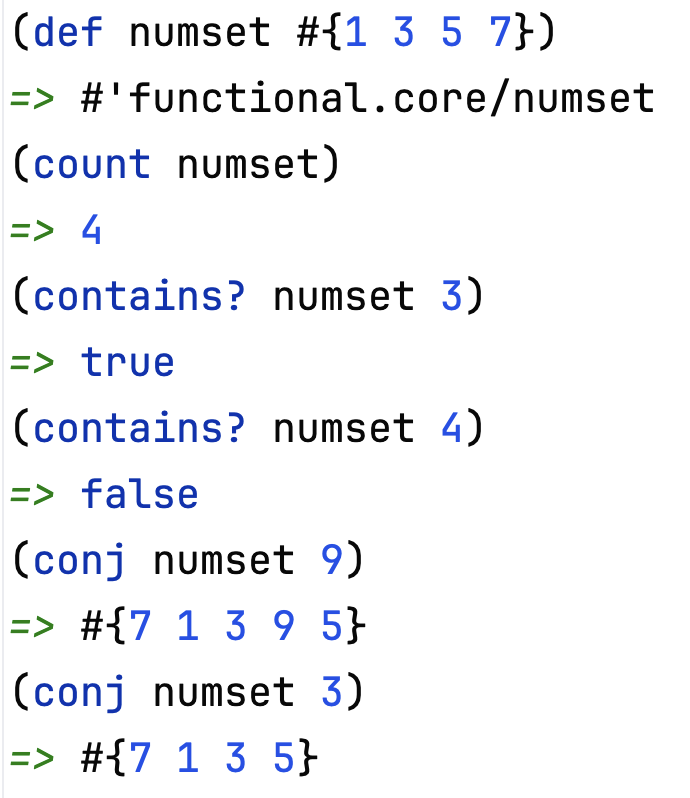 (def numset #{1 3 5 7})
=> #'functional.core/numset
(count numset)
=> 4
(contains? numset 3)
=> true
(contains? numset 4)
=> false
(conj numset 9)
=> #{7 1 3 9 5}
(conj numset 3)
=> #{7 1 3 5}